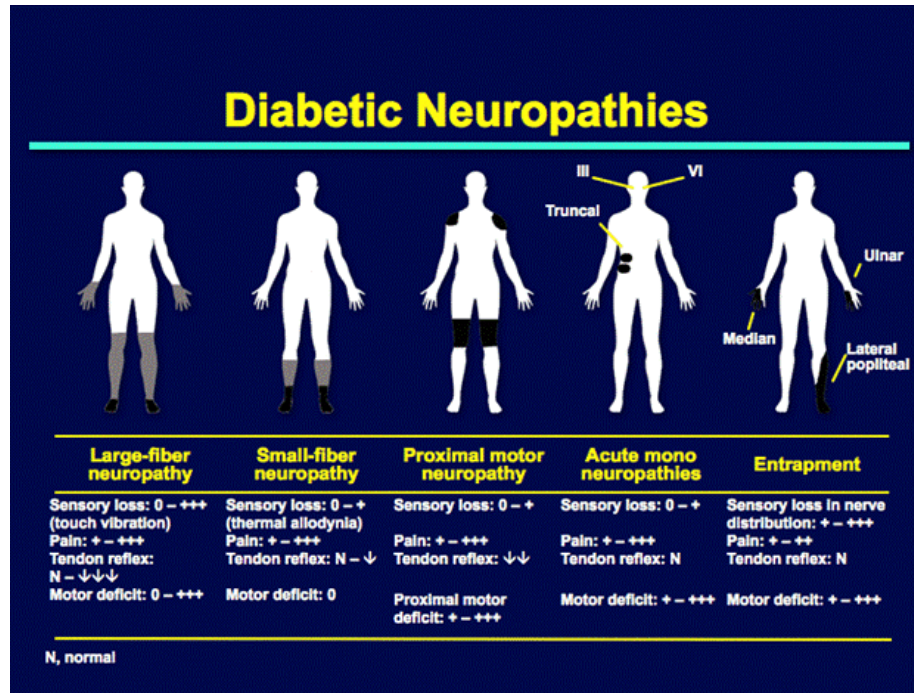 Diabetic Neuropathies
III
VI
Truncal
Ulnar
Median
Lateral
popliteal
Large-fiber
neuropathy
Sensory loss: 0 – +++
(touch vibration)
Pain: + – +++
Tendon reflex:
N – ↓↓↓
Motor deficit: 0 – +++
Small-fiber
neuropathy
Sensory loss: 0 – +
(thermal allodynia)
Pain: + – +++
Tendon reflex: N – ↓
Motor deficit: 0
Proximal motor
neuropathy
Sensory loss: 0 – +
Pain: + – +++
Tendon reflex: ↓↓
Proximal motor
deficit: + – +++
Acute mono
neuropathies
Sensory loss: 0 – +
Pain: + – +++
Tendon reflex: N
Motor deficit: + – +++
Entrapment
Sensory loss in nerve
distribution: + – +++
Pain: + – ++
Tendon reflex: N
Motor deficit: + – +++
N, normal